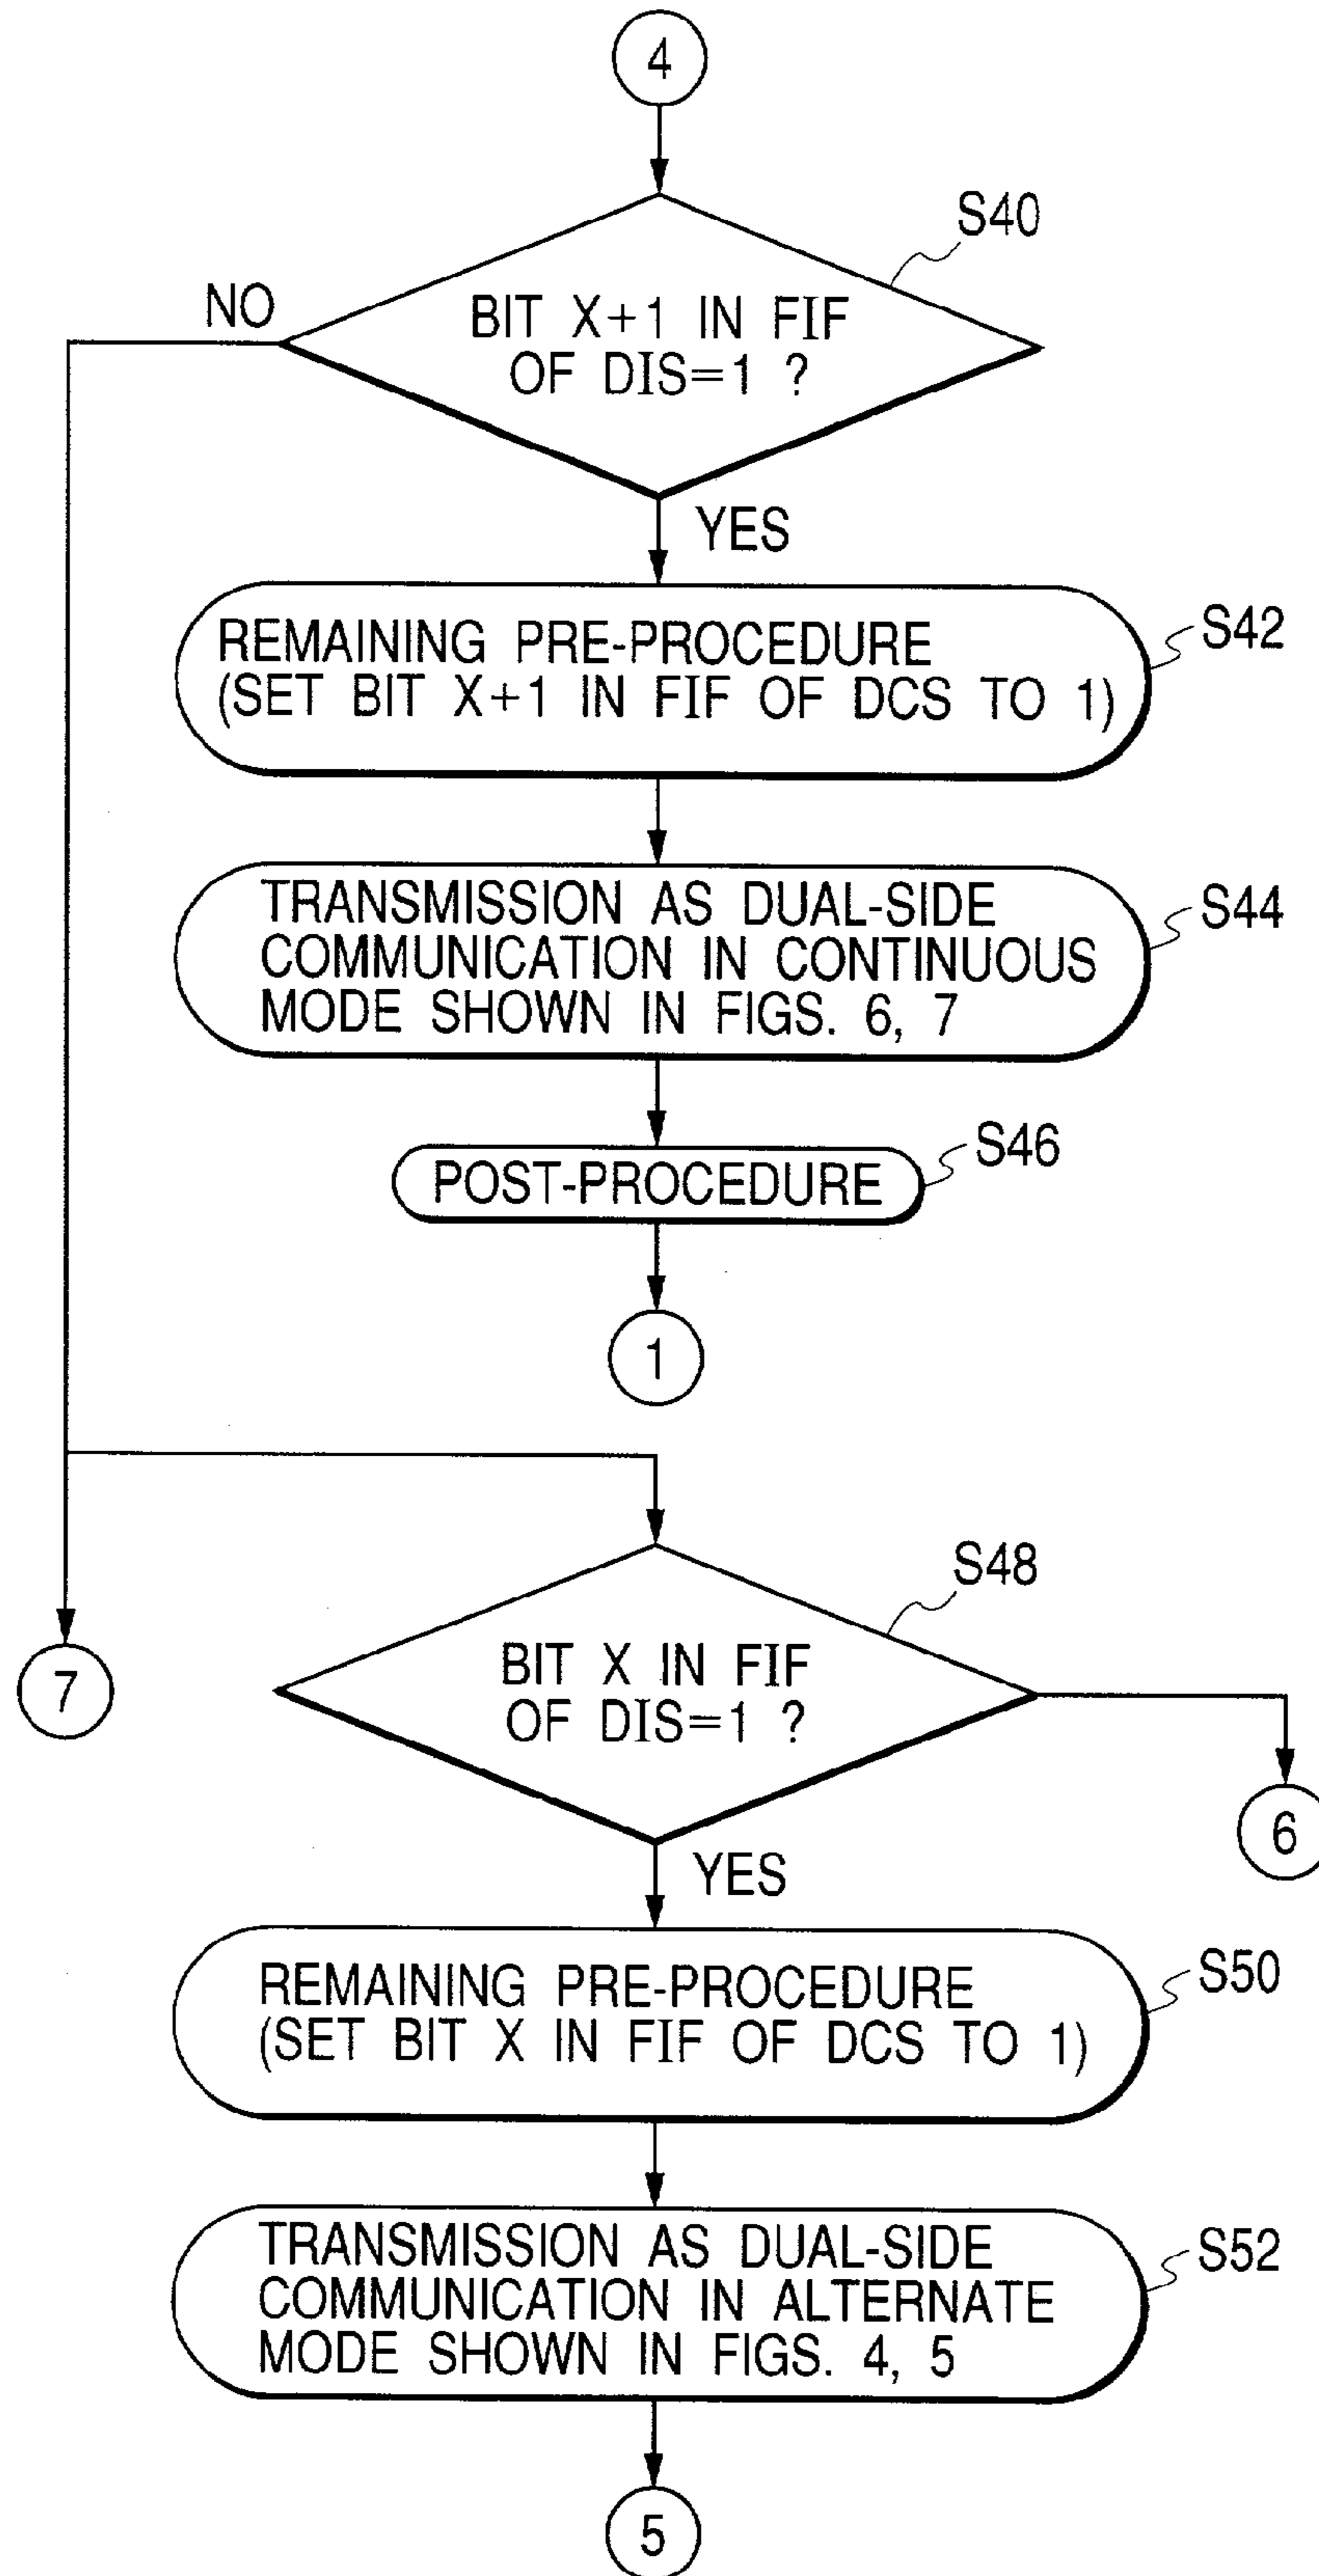 4
S40
NO
BIT X+1 IN FIF
OF DIS=1 ?
YES
REMAINING PRE-PROCEDURE
(SET BIT X+1 IN FIF OF DCS TO 1)
S42
TRANSMISSION AS DUAL-SIDE
COMMUNICATION IN CONTINUOUS
MODE SHOWN IN FIGS. 6, 7
S44
POST-PROCEDURE
S46
1
S48
BIT X IN FIF
OF DIS=1 ?
7
6
YES
REMAINING PRE-PROCEDURE
(SET BIT X IN FIF OF DCS TO 1)
S50
TRANSMISSION AS DUAL-SIDE
COMMUNICATION IN ALTERNATE
MODE SHOWN IN FIGS. 4, 5
S52
5